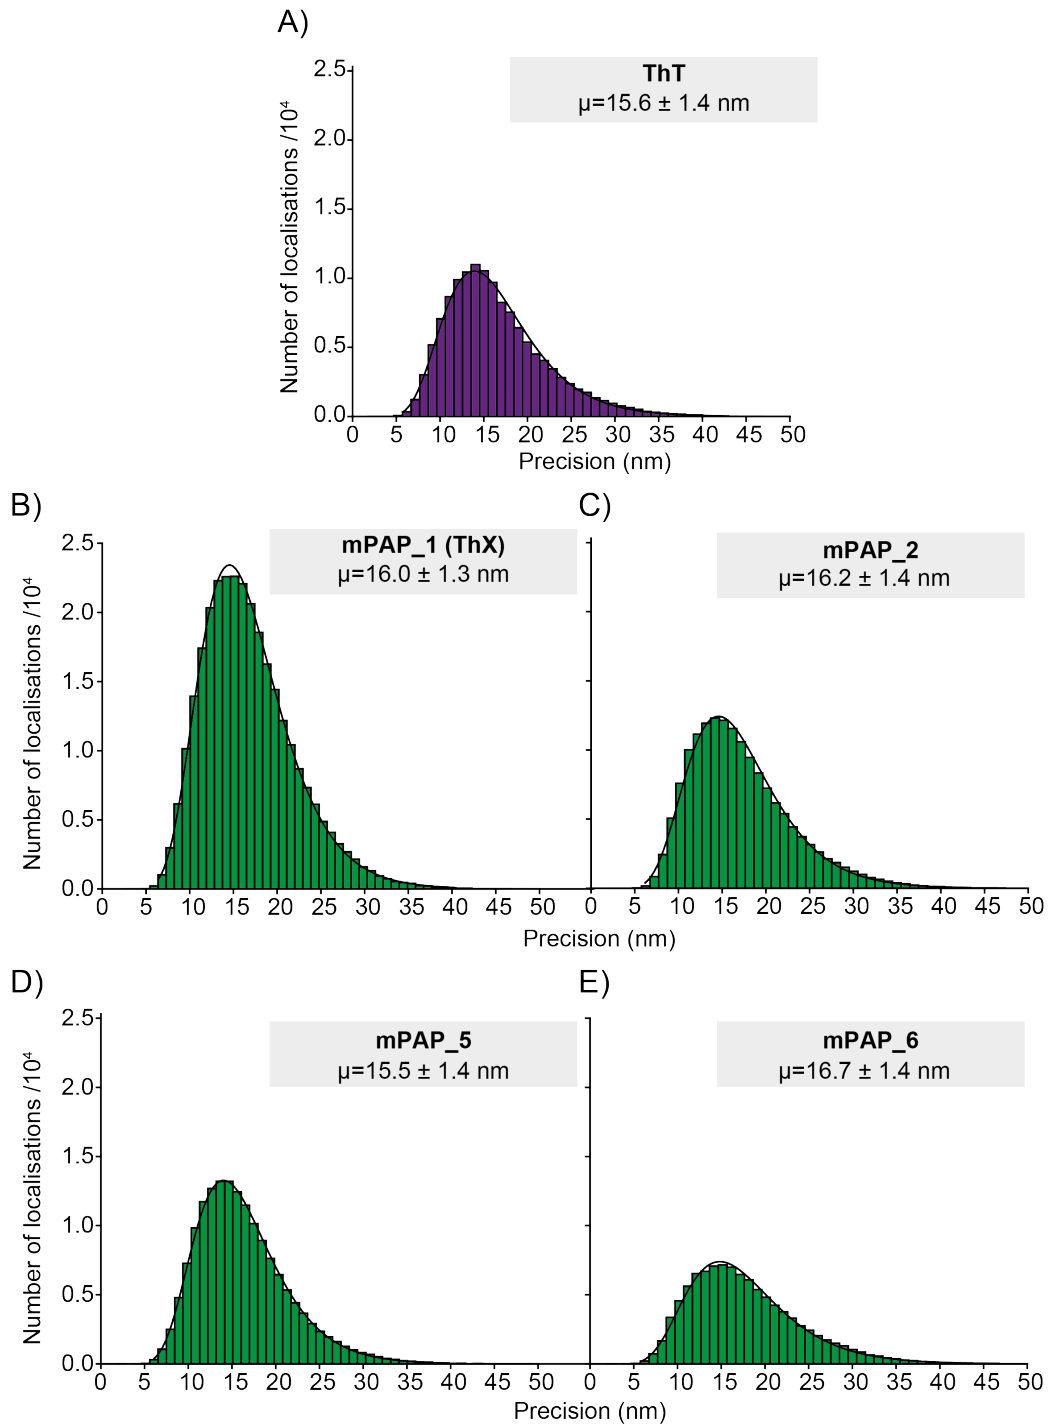 A)
ThT
μ=15.6 ± 1.4 nm
Number of localisations /10⁴
2.5
2.0
1.5
1.0
0.5
0.0
0 5 10 15 20 25 30 35 40 45 50
Precision (nm)
B)
mPAP_1 (ThX)
μ=16.0 ± 1.3 nm
Number of localisations /10⁴
2.5
2.0
1.5
1.0
0.5
0.0
0 5 10 15 20 25 30 35 40 45 50
C)
mPAP_2
μ=16.2 ± 1.4 nm
0 5 10 15 20 25 30 35 40 45 50
Precision (nm)
D)
mPAP_5
μ=15.5 ± 1.4 nm
Number of localisations /10⁴
2.5
2.0
1.5
1.0
0.5
0.0
0 5 10 15 20 25 30 35 40 45 50
E)
mPAP_6
μ=16.7 ± 1.4 nm
0 5 10 15 20 25 30 35 40 45 50
Precision (nm)